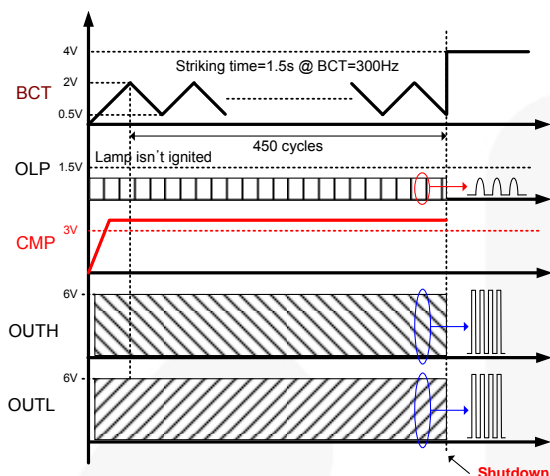 4V
Striking time=1.5s @ BCT=300Hz
2V
BCT
0.5V
450 cycles
Lamp isn't ignited
1.5V
OLP
3V
CMP
6V
OUTH
6V
OUTL
Shutdown